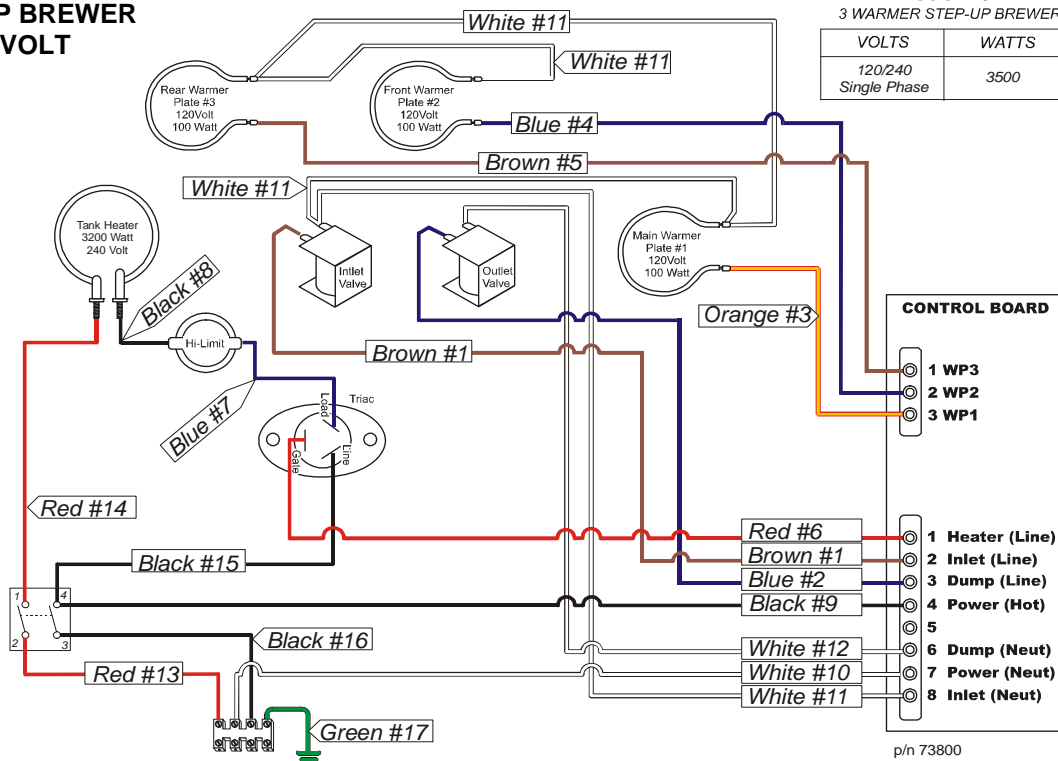 P BREWER
VOLT
3 WARMER STEP-UP BREWER
VOLTS WATTS
120/240
Single Phase
3500
White #11
White #11
Rear Warmer
Plate #3
120Volt
100 Watt
Front Warmer
Plate #2
120Volt
100 Watt
Blue #4
Brown #5
White #11
Tank Heater
3200 Watt
240 Volt
Main Warmer
Plate #1
120Volt
100 Watt
Intlet
Valve
Outlet
Valve
Black #8
Hi-Limit
Orange #3
CONTROL BOARD
Brown #1
1 WP3
2 WP2
3 WP1
Blue #7
Triac
Load
Line
Gate
Red #14
Red #6
1 Heater (Line)
Brown #1
2 Inlet (Line)
Black #15
Blue #2
3 Dump (Line)
Black #9
4 Power (Hot)
1
4
2
3
5
Black #16
White #12
6 Dump (Neut)
Red #13
White #10
7 Power (Neut)
White #11
8 Inlet (Neut)
Green #17
p/n 73800